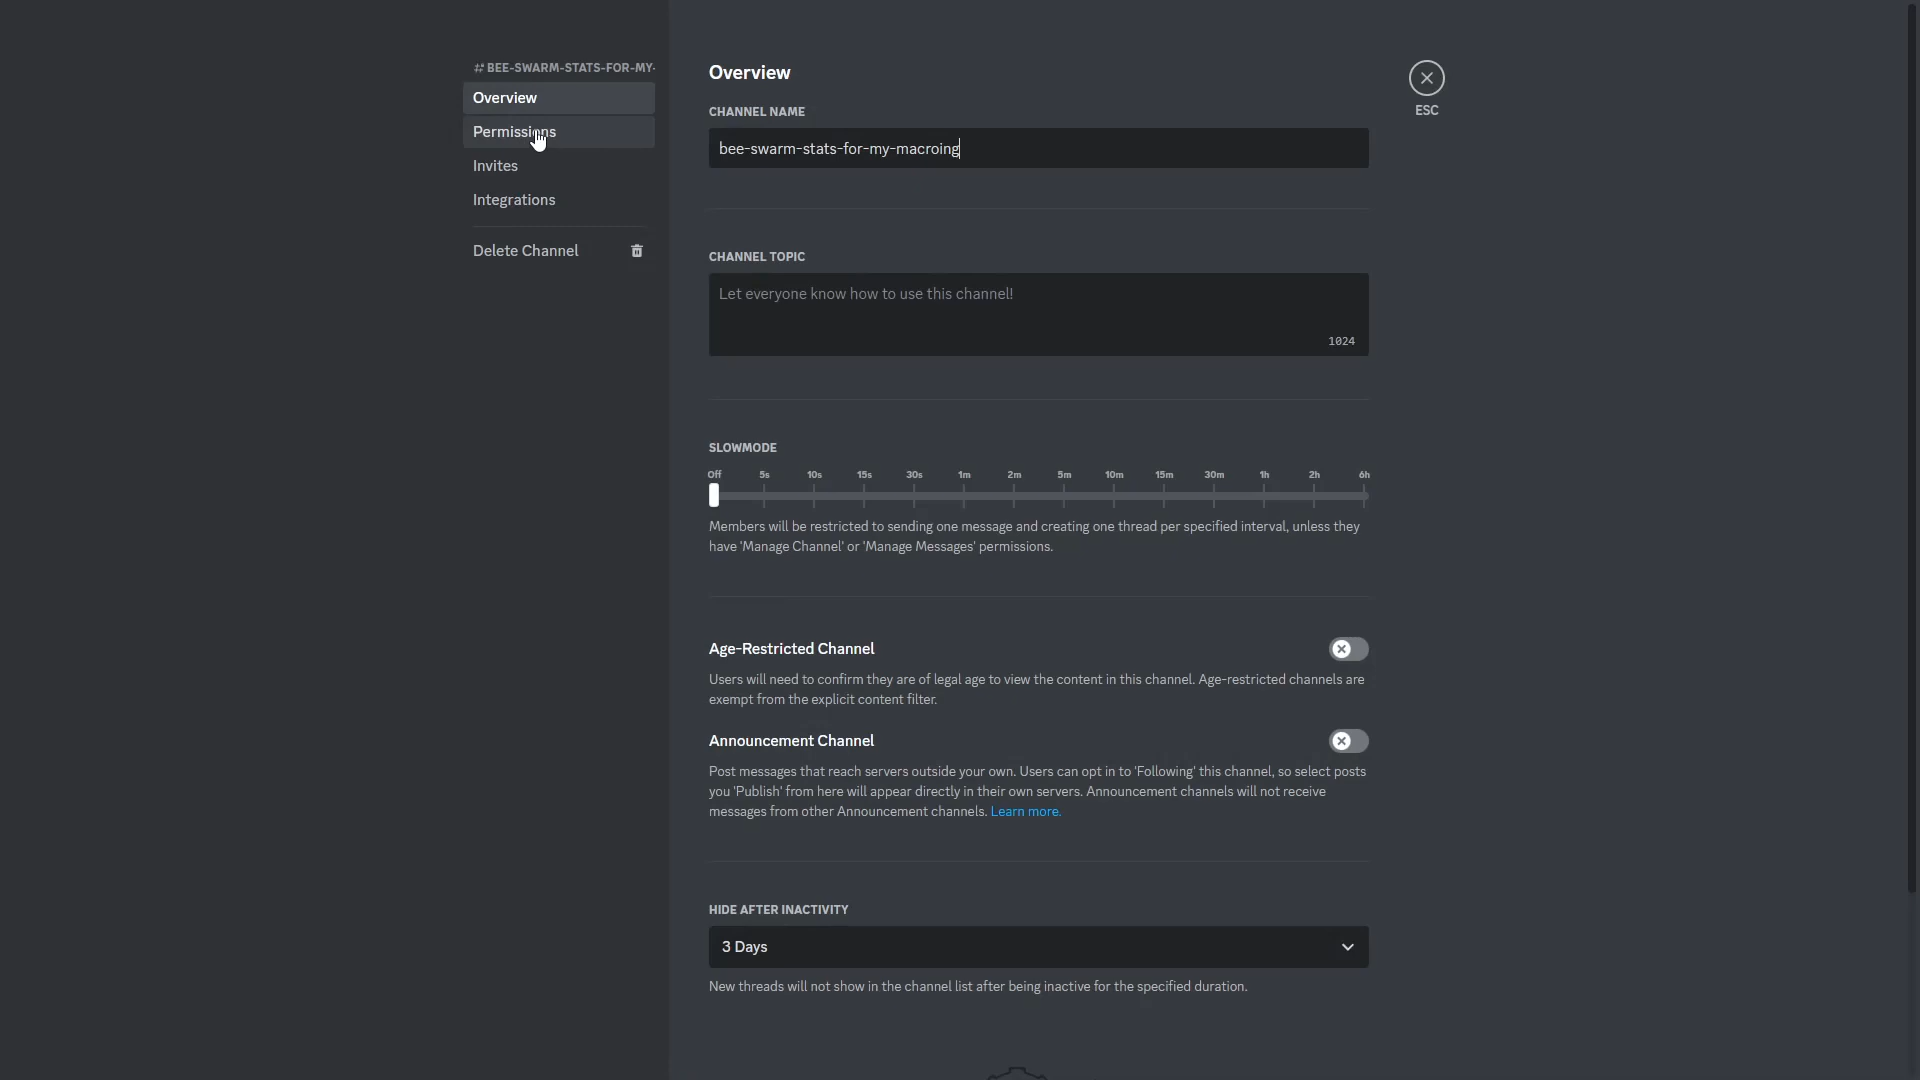 # BEE-SWARM-STATS-FOR-MY-
Overview
Permissions
Invites
Integrations
Delete Channel
Overview
ESC
CHANNEL NAME
bee-swarm-stats-for-my-macroing
CHANNEL TOPIC
Let everyone know how to use this channel!
1024
SLOWMODE
Off 5s 10s 15s 30s 1m 2m 5m 10m 15m 30m 1h 2h 6h
Members will be restricted to sending one message and creating one thread per specified interval, unless they
have 'Manage Channel' or 'Manage Messages' permissions.
Age-Restricted Channel
Users will need to confirm they are of legal age to view the content in this channel. Age-restricted channels are
exempt from the explicit content filter.
Announcement Channel
Post messages that reach servers outside your own. Users can opt in to 'Following' this channel, so select posts
you 'Publish' from here will appear directly in their own servers. Announcement channels will not receive
messages from other Announcement channels. Learn more.
HIDE AFTER INACTIVITY
3 Days
New threads will not show in the channel list after being inactive for the specified duration.